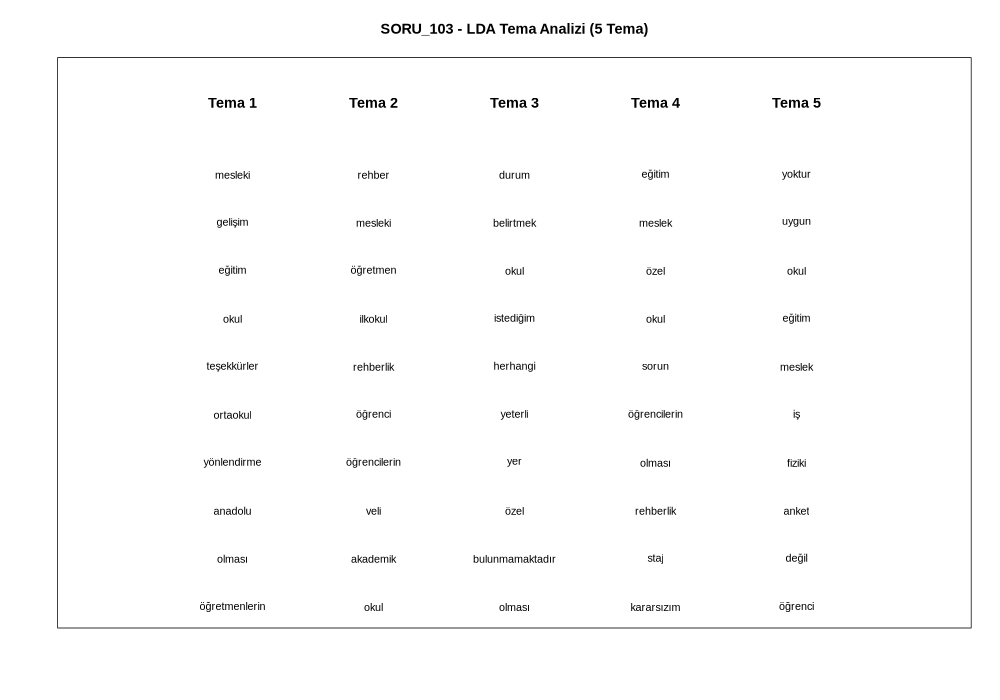 SORU_103 - LDA Tema Analizi (5 Tema)
Tema 1 Tema 2 Tema 3 Tema 4 Tema 5
mesleki rehber durum eğitim yoktur
gelişim mesleki belirtmek meslek uygun
eğitim öğretmen okul özel okul
okul ilkokul istediğim okul eğitim
teşekkürler rehberlik herhangi sorun meslek
ortaokul öğrenci yeterli öğrencilerin iş
yönlendirme öğrencilerin yer olması fiziki
anadolu veli özel rehberlik anket
olması akademik bulunmamaktadır staj değil
öğretmenlerin okul olması kararsızım öğrenci